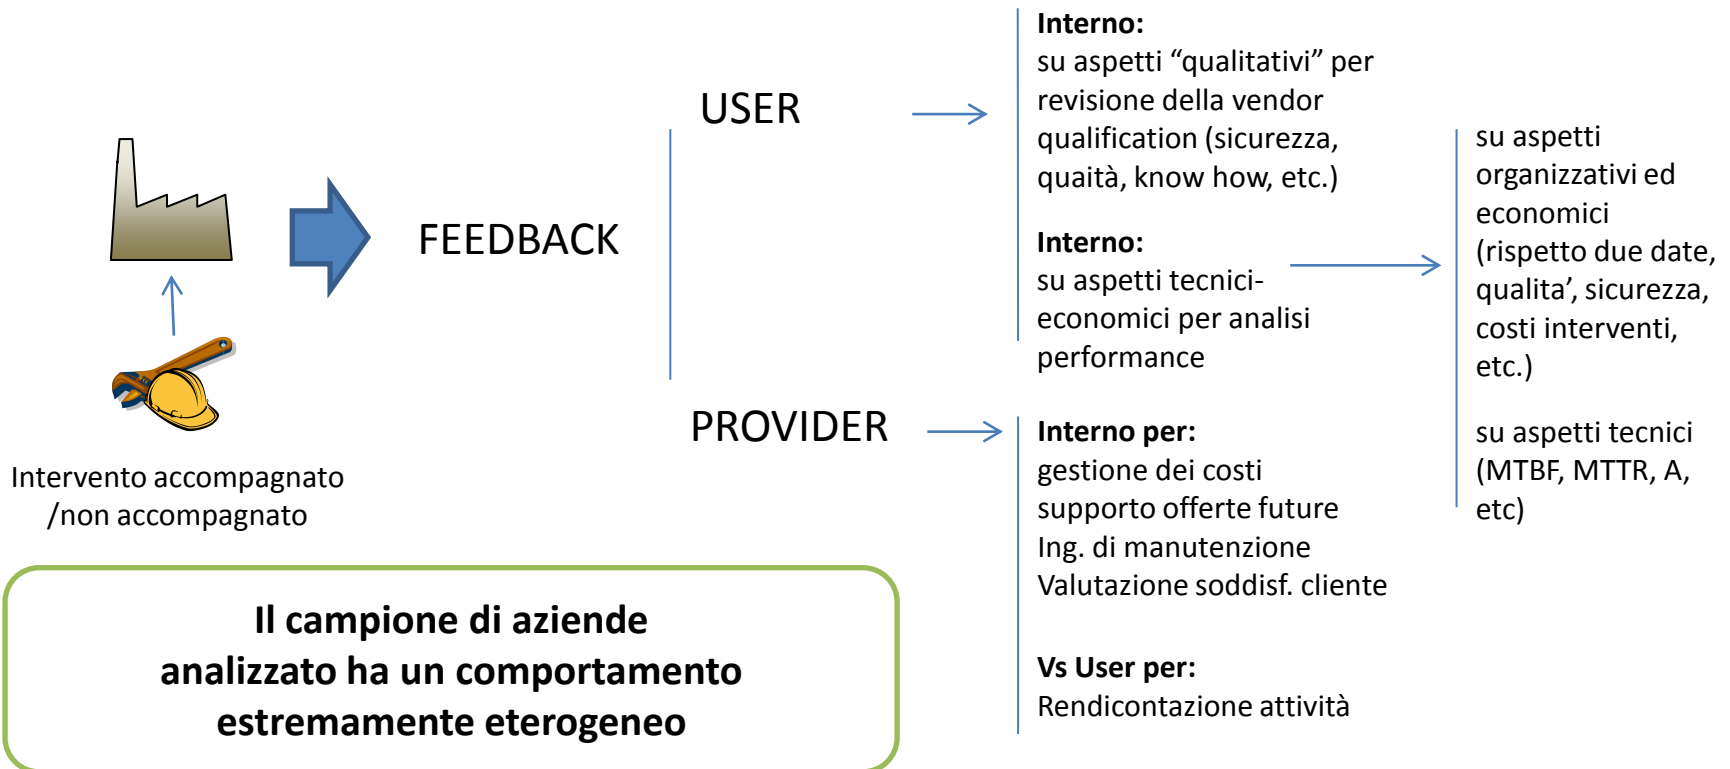 Intervento accompagnato
/non accompagnato
FEEDBACK
USER
Interno:
su aspetti “qualitativi” per
revisione della vendor
qualification (sicurezza,
quaità, know how, etc.)
Interno:
su aspetti tecnici-
economici per analisi
performance
su aspetti
organizzativi ed
economici
(rispetto due date,
qualita’, sicurezza,
costi interventi,
etc.)
su aspetti tecnici
(MTBF, MTTR, A,
etc)
PROVIDER
Interno per:
gestione dei costi
supporto offerte future
Ing. di manutenzione
Valutazione soddisf. cliente
Vs User per:
Rendicontazione attività
Il campione di aziende
analizzato ha un comportamento
estremamente eterogeneo